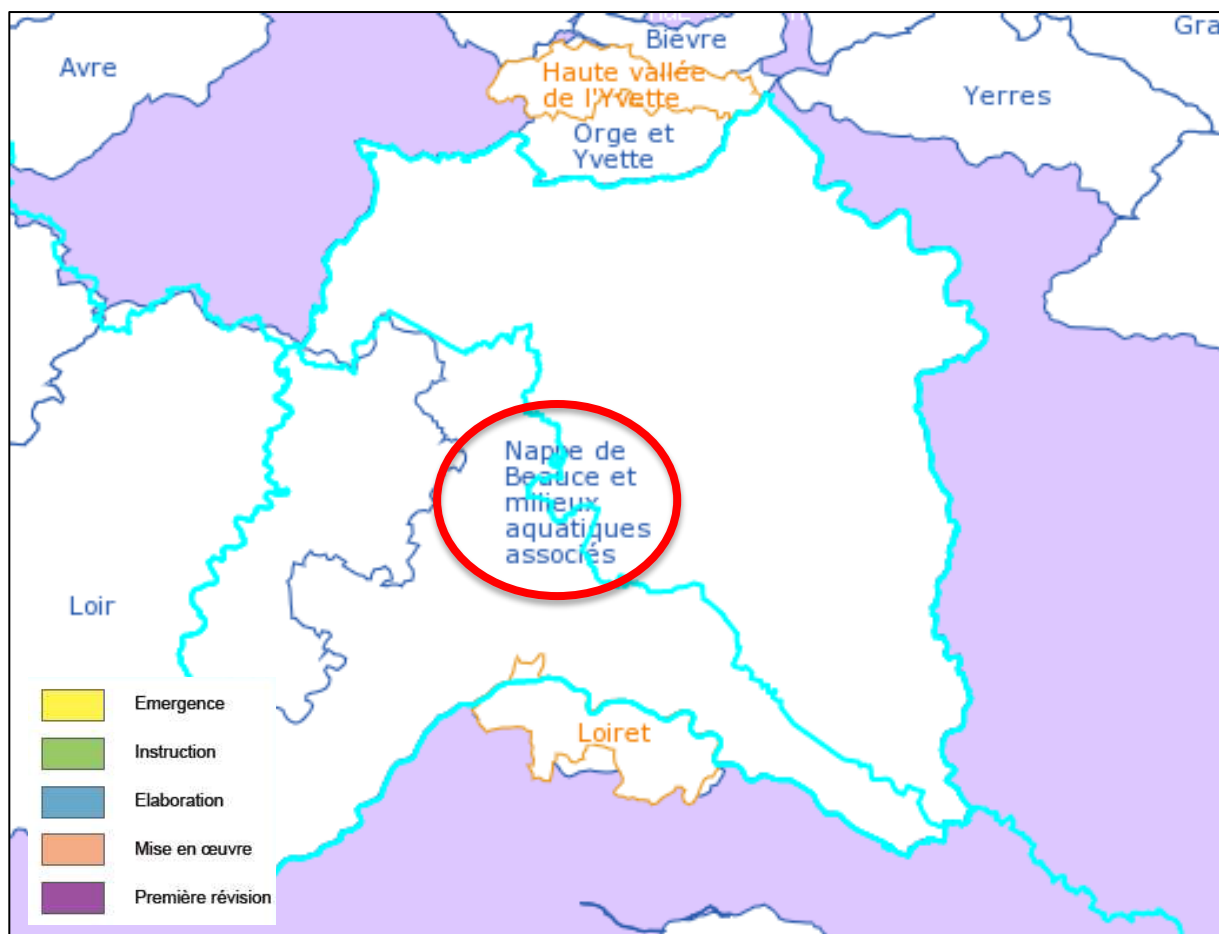 Bièvre
Gra
Avre
Haute vallée
de l'Yvette
Yerres
Orge et
Yvette
Nappe de
Beauce et
milieux
aquatiques
associés
Loir
Loiret
Emergence
Instruction
Elaboration
Mise en œuvre
Première révision